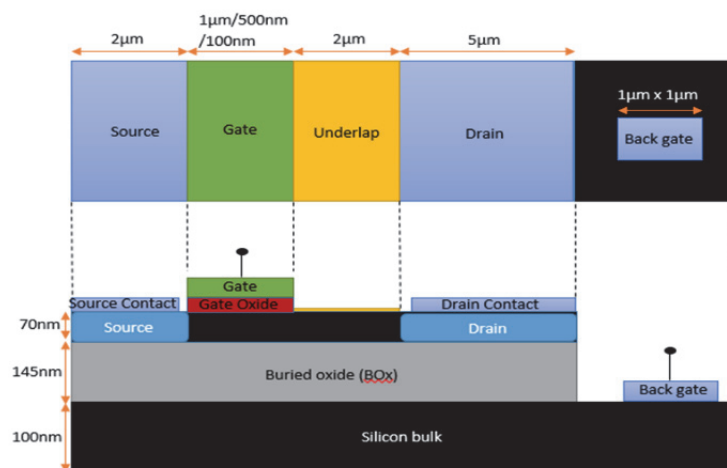 1μm/500nm
/100nm
2μm
2μm
5μm
1μm x 1μm
Source
Gate
Underlap
Drain
Back gate
Gate
Source Contact
Gate Oxide
Drain Contact
70nm
Source
Drain
145nm
Buried oxide (BOx)
Back gate
100nm
Silicon bulk